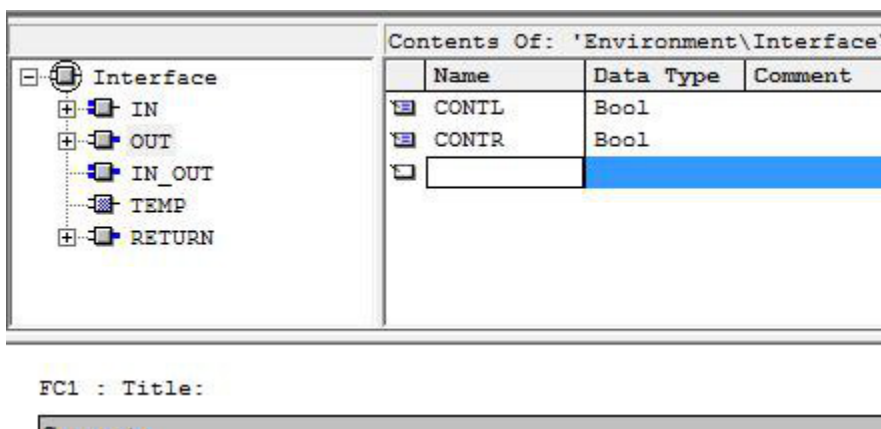 Contents Of: 'Environment\Interface
Interface
IN
OUT
IN_OUT
TEMP
RETURN
Name Data Type Comment
CONTL Bool
CONTR Bool
FC1 : Title: